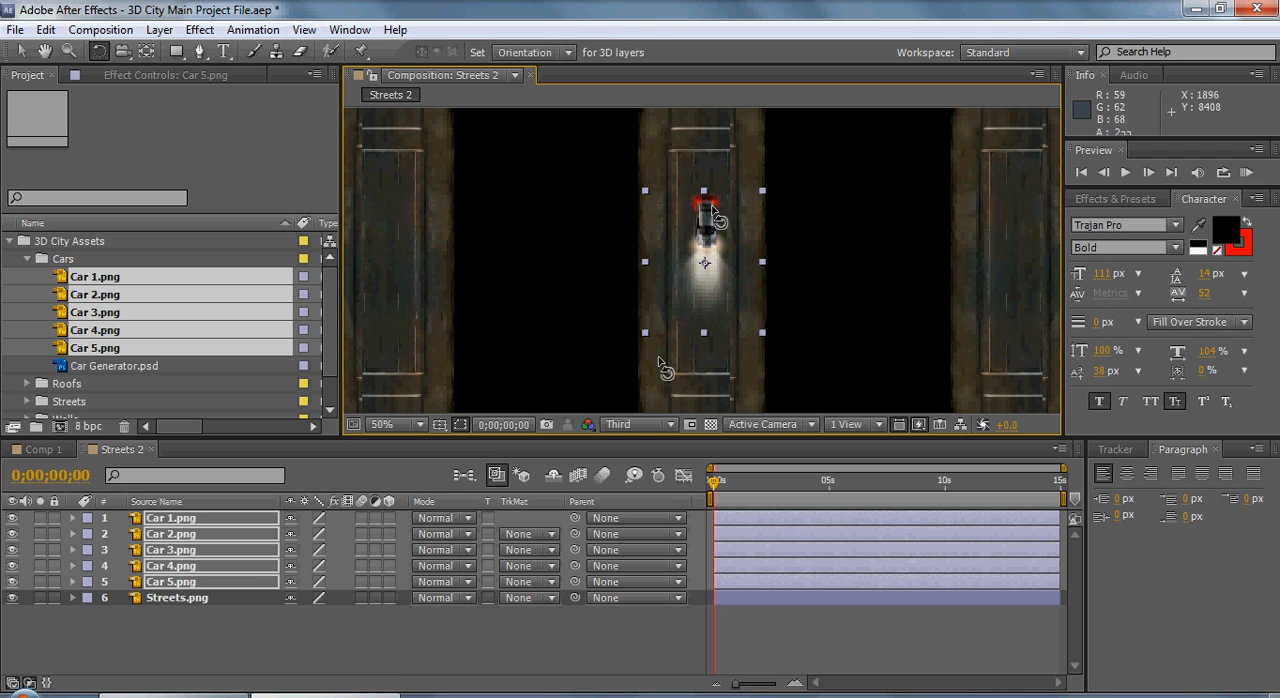 Adobe After Effects - 3D City Main Project File.aep *
File Edit Composition Layer Effect Animation View Window Help
Set Orientation for 3D layers Workspace: Standard Search Help
Project Effect Controls: Car 5.png Composition: Streets 2 Info Audio
Streets 2
R: 59 X: 1896
G: 62 Y: 8408
B: 68
A:
Preview
Effects & Presets Character
Trajan Pro
Bold
111 px 14 px
Metrics 52
0 px Fill Over Stroke
100 % 104 %
38 px 0 %
T T TT Tт T¹ T₁
Name Type
3D City Assets
Cars
Car 1.png
Car 2.png
Car 3.png
Car 4.png
Car 5.png
Car Generator.psd
Roofs
Streets
8 bpc
50% 0;00;00;00 Third Active Camera 1 View +0.0
Comp 1 Streets 2 Tracker Paragraph
0;00;00;00
05s 10s 15s
# Source Name Mode T TrkMat Parent
1 Car 1.png Normal None
2 Car 2.png Normal None None
3 Car 3.png Normal None None
4 Car 4.png Normal None None
5 Car 5.png Normal None None
6 Streets.png Normal None None
0 px 0 px 0 px
0 px 0 px